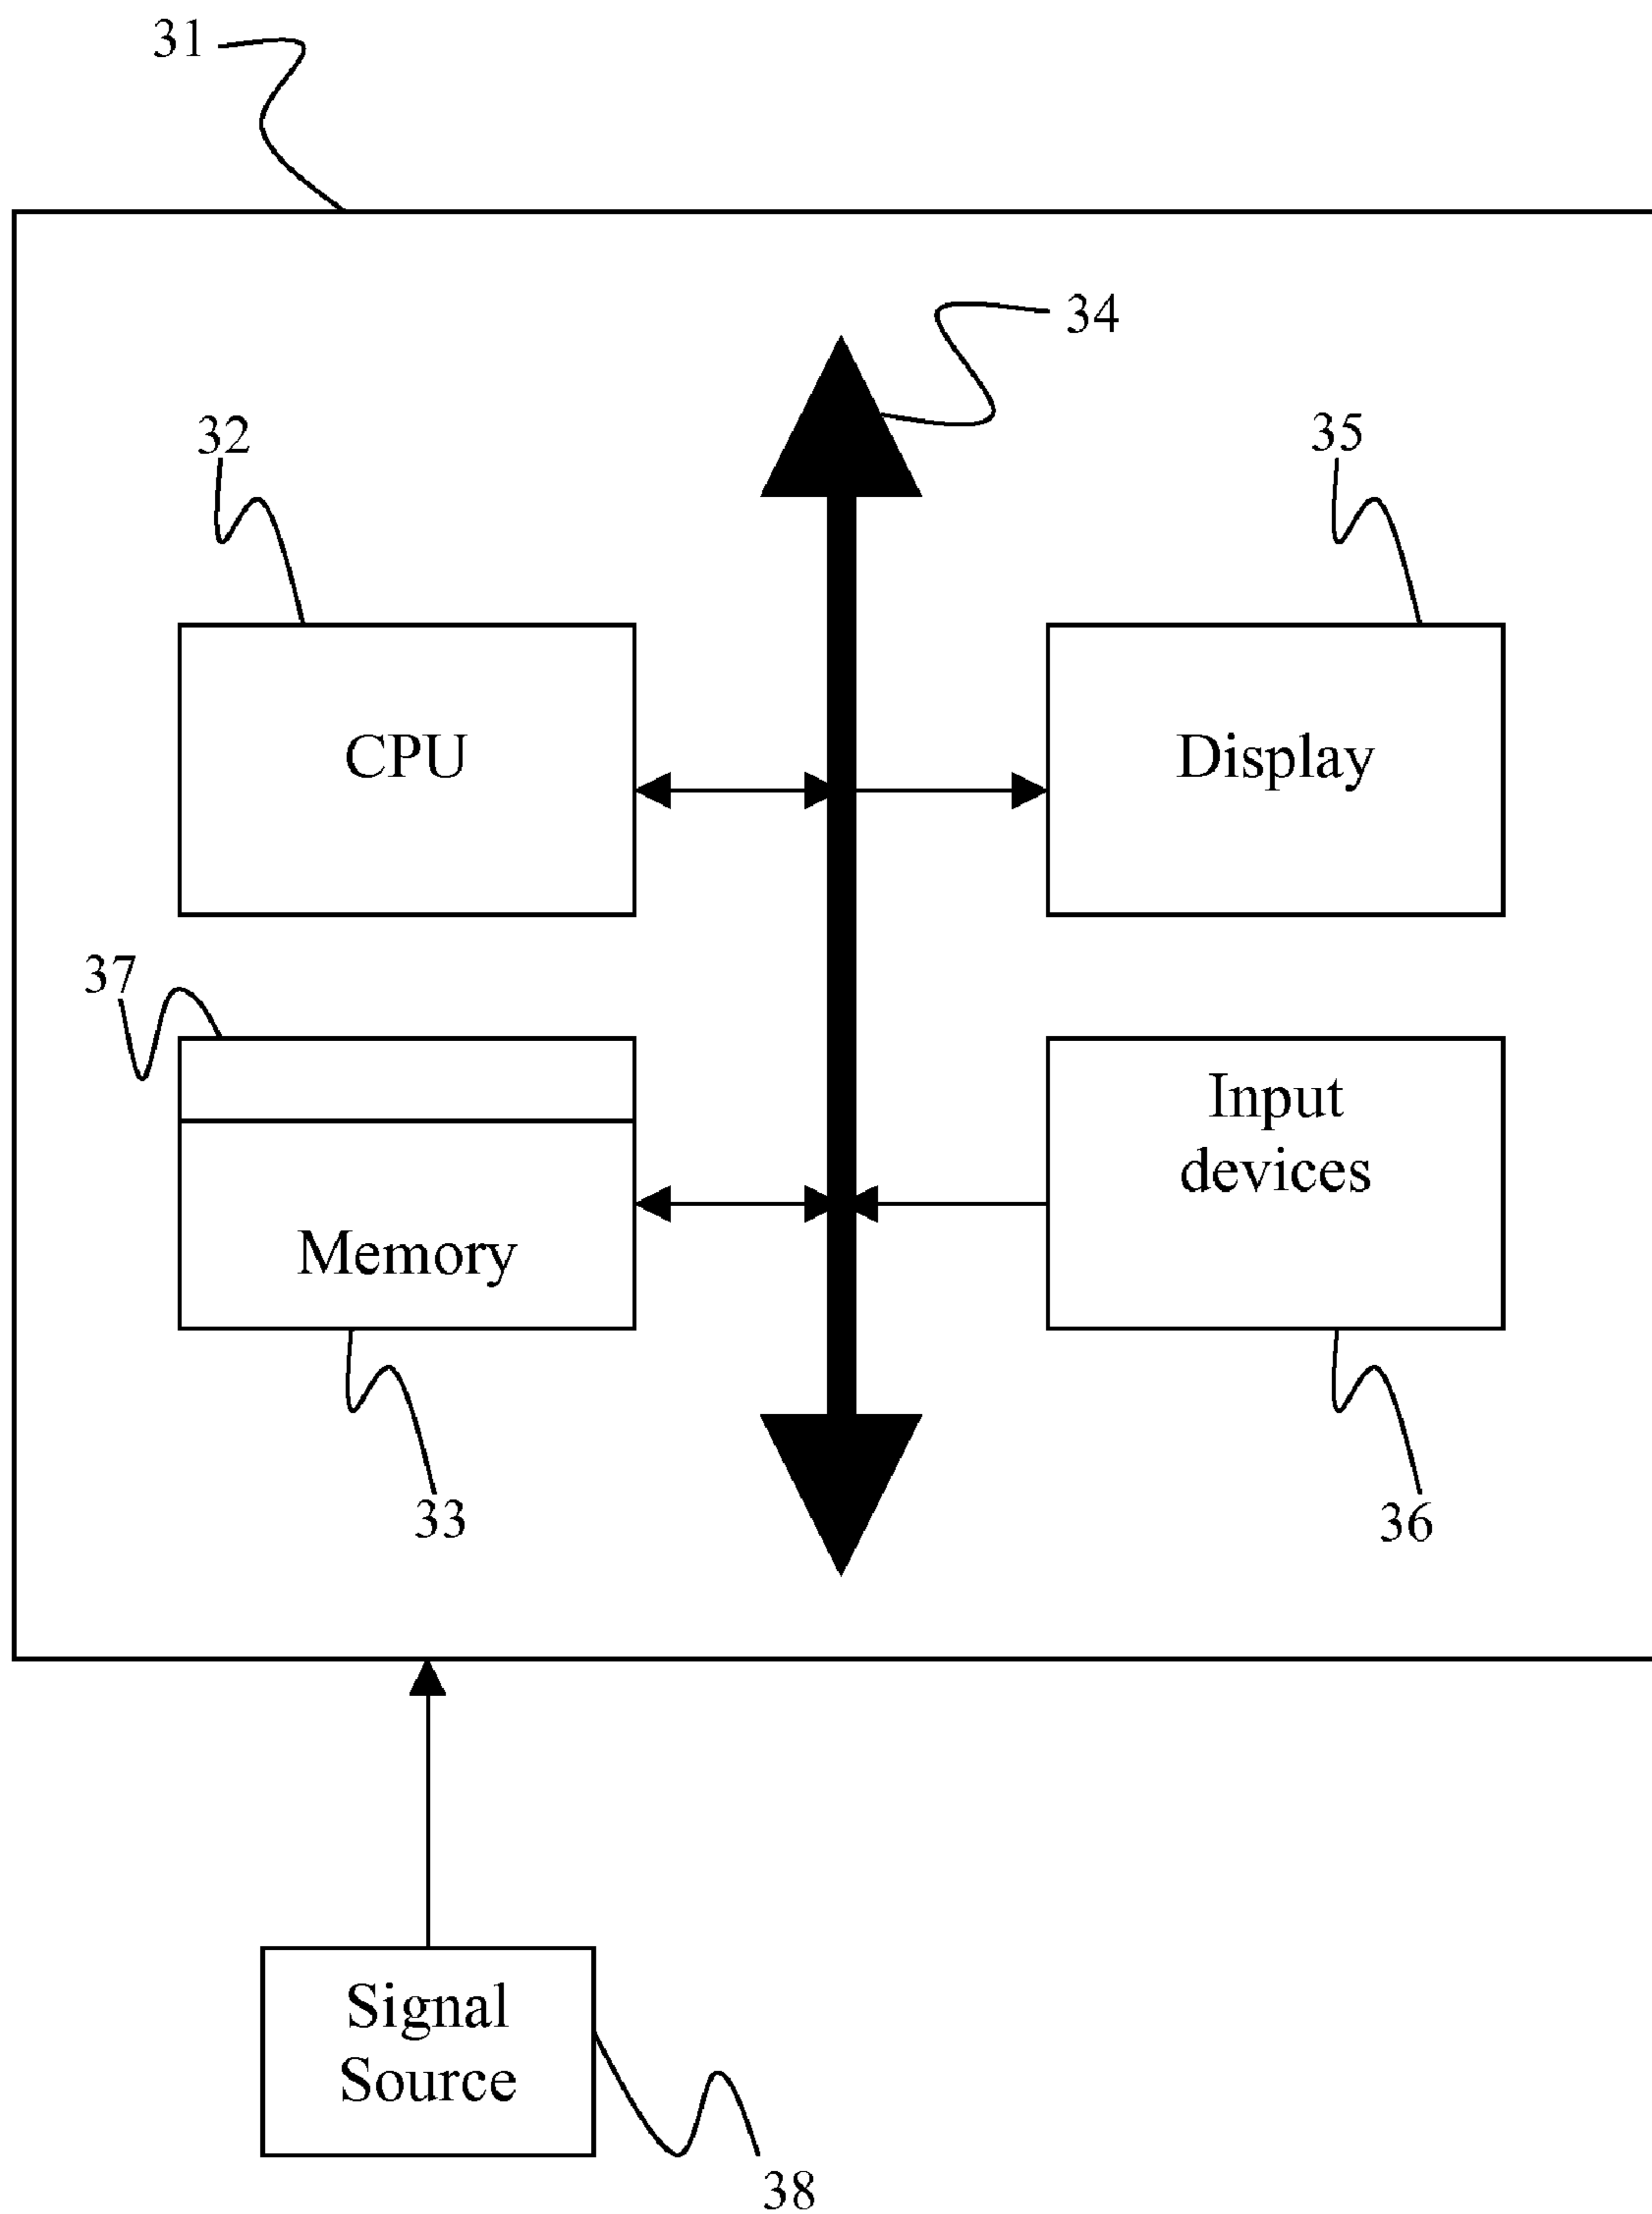 31
34
32
35
CPU
Display
37
Input
devices
Memory
33
36
Signal
Source
38